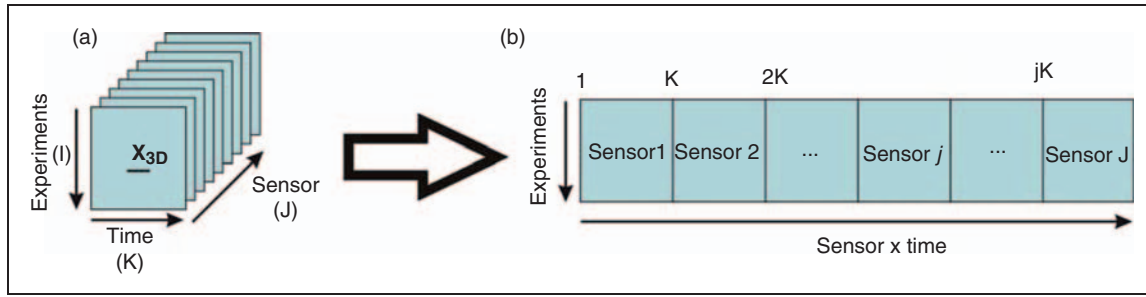 (a)
Experiments
(I)
X3D
Time
(K)
Sensor
(J)
(b)
1 K 2K jK
Experiments
Sensor1 Sensor 2 ... Sensor j ... Sensor J
Sensor x time